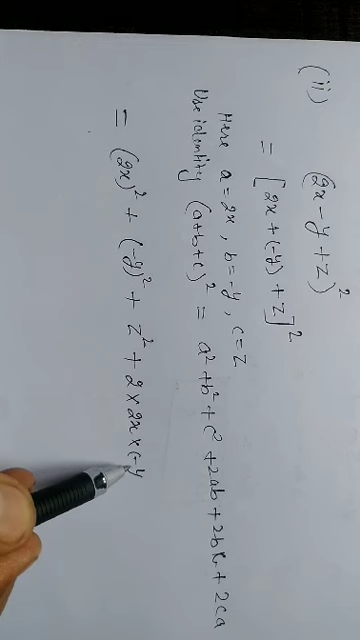 (ii) (2x - y + z)²
= [2x + (-y) + z]²
Here a = 2x, b = -y, c = z
Use identity (a+b+c)² = a² + b² + c² + 2ab + 2bc + 2ca
= (2x)² + (-y)² + z² + 2 × 2x × (-y